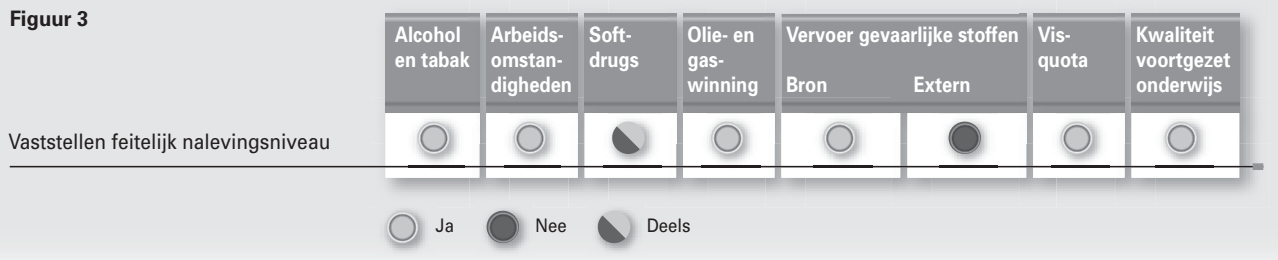 Figuur 3
Alcohol
en tabak
Arbeids-
omstan-
digheden
Soft-
drugs
Olie- en
gas-
winning
Vervoer gevaarlijke stoffen
Bron
Extern
Vis-
quota
Kwaliteit
voortgezet
onderwijs
Vaststellen feitelijk nalevingsniveau
Ja
Nee
Deels